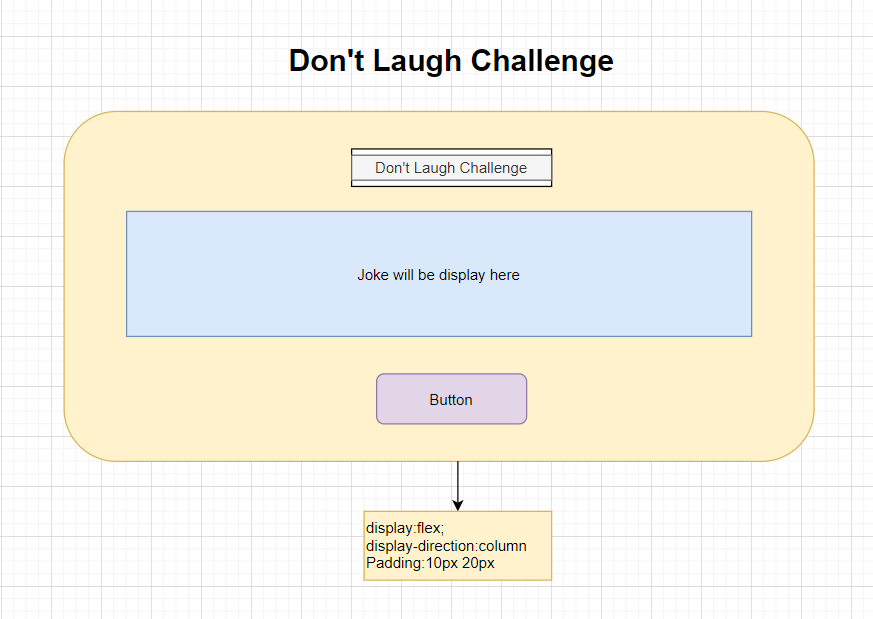 Don't Laugh Challenge
Don't Laugh Challenge
Joke will be display here
Button
display:flex;
display-direction:column
Padding:10px 20px